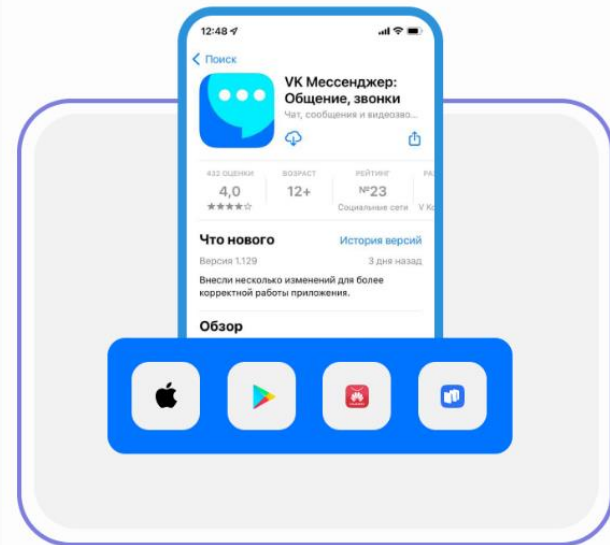 12:48
Поиск
VK Мессенджер:
Общение, звонки
Чат, сообщения и видеозво...
432 ОЦЕНКИ
ВОЗРАСТ
РЕЙТИНГ
РА
4,0
12+
№23
★★★★☆
Социальные сети
V Ко
Что нового
История версий
Версия 1.129
3 дня назад
Внесли несколько изменений для более
корректной работы приложения.
Обзор